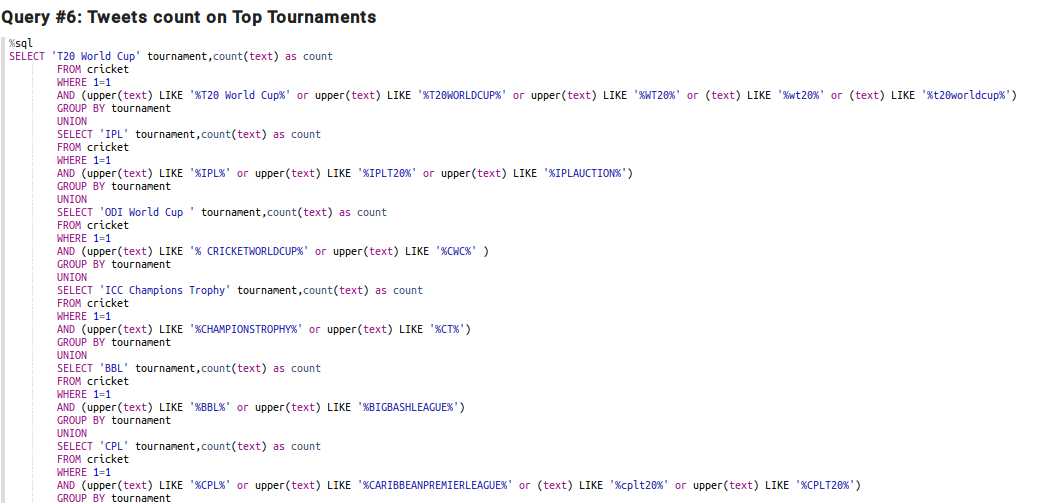 Query #6: Tweets count on Top Tournaments
%sql
SELECT 'T20 World Cup' tournament,count(text) as count
FROM cricket
WHERE 1=1
AND (upper(text) LIKE '%T20 World Cup%' or upper(text) LIKE '%T20WORLDCUP%' or upper(text) LIKE '%WT20%' or (text) LIKE '%wt20%' or (text) LIKE '%t20worldcup%')
GROUP BY tournament
UNION
SELECT 'IPL' tournament,count(text) as count
FROM cricket
WHERE 1=1
AND (upper(text) LIKE '%IPL%' or upper(text) LIKE '%IPLT20%' or upper(text) LIKE '%IPLAUCTION%')
GROUP BY tournament
UNION
SELECT 'ODI World Cup ' tournament,count(text) as count
FROM cricket
WHERE 1=1
AND (upper(text) LIKE '% CRICKETWORLDCUP%' or upper(text) LIKE '%CWC%' )
GROUP BY tournament
UNION
SELECT 'ICC Champions Trophy' tournament,count(text) as count
FROM cricket
WHERE 1=1
AND (upper(text) LIKE '%CHAMPIONSTROPHY%' or upper(text) LIKE '%CT%')
GROUP BY tournament
UNION
SELECT 'BBL' tournament,count(text) as count
FROM cricket
WHERE 1=1
AND (upper(text) LIKE '%BBL%' or upper(text) LIKE '%BIGBASHLEAGUE%')
GROUP BY tournament
UNION
SELECT 'CPL' tournament,count(text) as count
FROM cricket
WHERE 1=1
AND (upper(text) LIKE '%CPL%' or upper(text) LIKE '%CARIBBEANPREMIERLEAGUE%' or (text) LIKE '%cplt20%' or upper(text) LIKE '%CPLT20%')
GROUP BY tournament